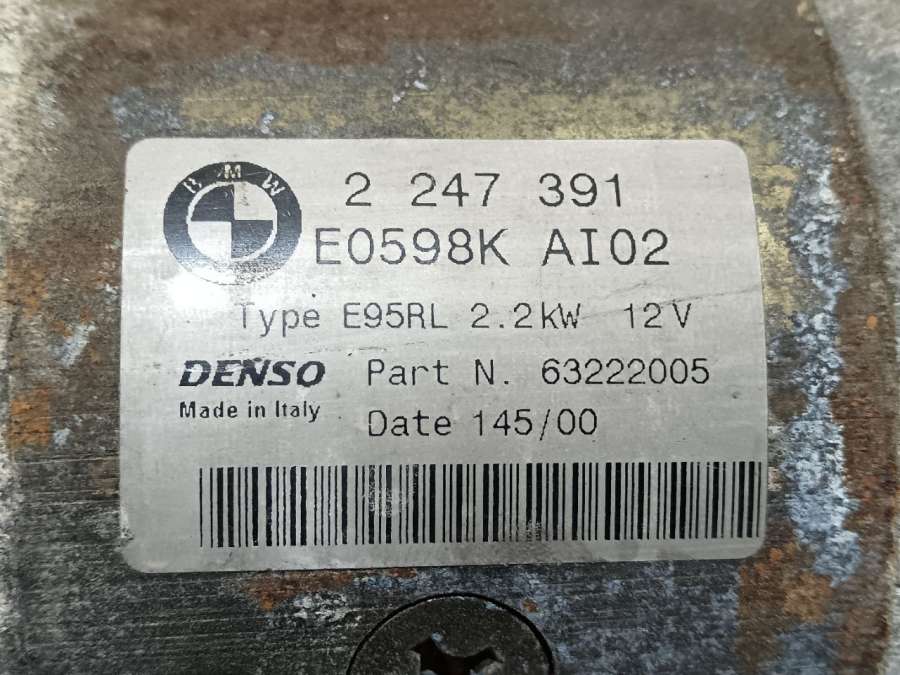 BMW
2 247 391
E0598K AI02
Type E95RL 2.2kW 12V
DENSO Part N. 63222005
Made in Italy
Date 145/00